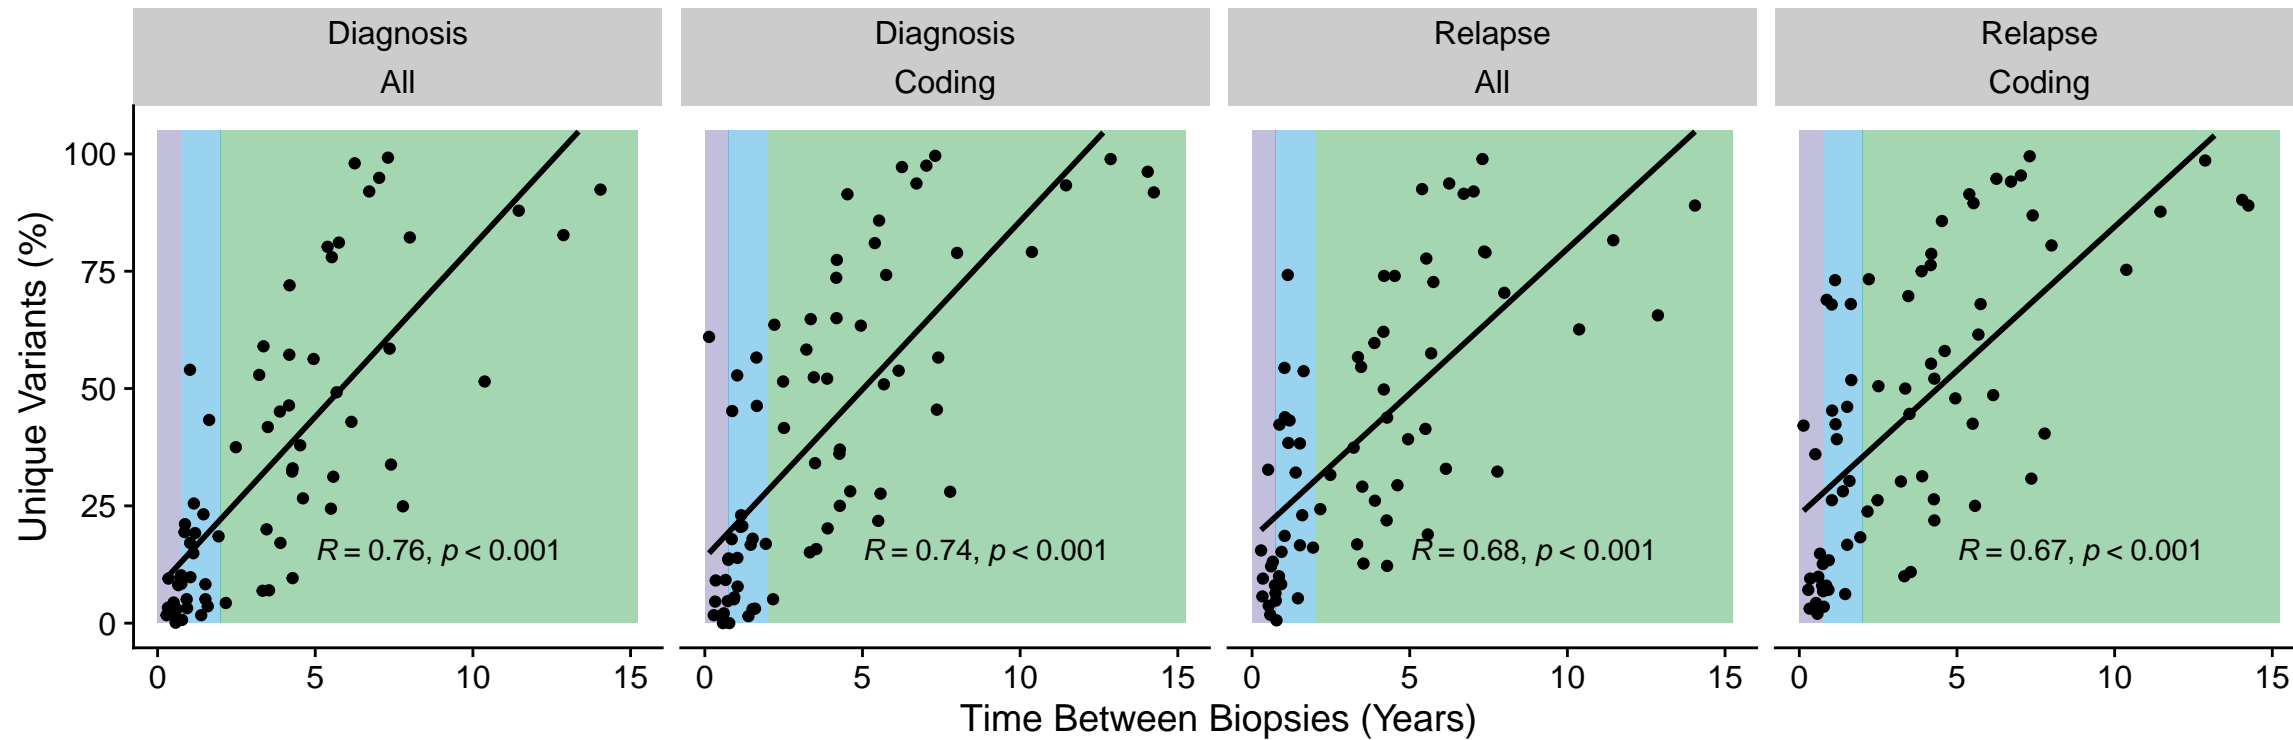 Diagnosis
All
Diagnosis
Coding
Relapse
All
Relapse
Coding
Unique Variants (%)
100
75
50
25
0
R = 0.76, p < 0.001
R = 0.74, p < 0.001
R = 0.68, p < 0.001
R = 0.67, p < 0.001
0 5 10 15
0 5 10 15
0 5 10 15
0 5 10 15
Time Between Biopsies (Years)